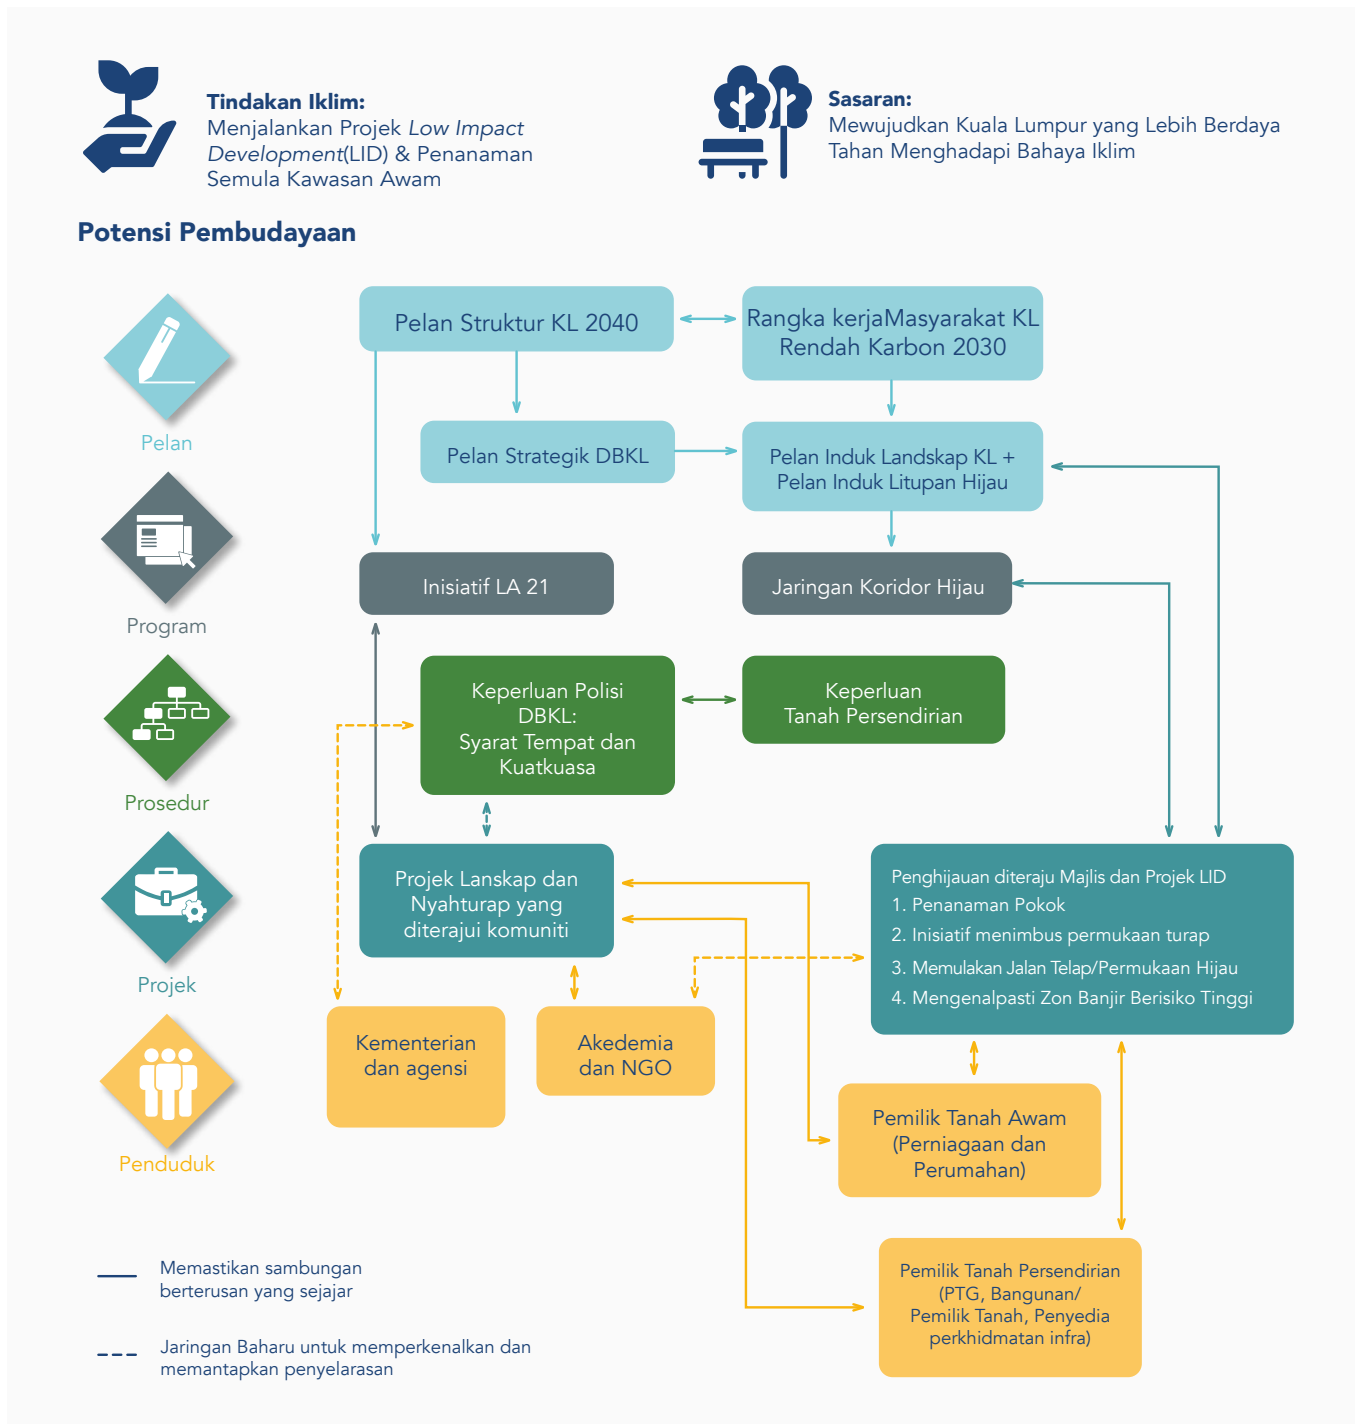 Tindakan Iklim:
Menjalankan Projek Low Impact
Development(LID) & Penanaman
Semula Kawasan Awam
Sasaran:
Mewujudkan Kuala Lumpur yang Lebih Berdaya
Tahan Menghadapi Bahaya Iklim
Potensi Pembudayaan
Pelan
Program
Prosedur
Projek
Penduduk
Pelan Struktur KL 2040
Rangka kerjaMasyarakat KL
Rendah Karbon 2030
Pelan Strategik DBKL
Pelan Induk Landskap KL +
Pelan Induk Litupan Hijau
Inisiatif LA 21
Jaringan Koridor Hijau
Keperluan Polisi
DBKL:
Syarat Tempat dan
Kuatkuasa
Keperluan
Tanah Persendirian
Projek Lanskap dan
Nyahturap yang
diterajui komuniti
Penghijauan diteraju Majlis dan Projek LID
1. Penanaman Pokok
2. Inisiatif menimbus permukaan turap
3. Memulakan Jalan Telap/Permukaan Hijau
4. Mengenalpasti Zon Banjir Berisiko Tinggi
Kementerian
dan agensi
Akedemia
dan NGO
Pemilik Tanah Awam
(Perniagaan dan
Perumahan)
Pemilik Tanah Persendirian
(PTG, Bangunan/
Pemilik Tanah, Penyedia
perkhidmatan infra)
Memastikan sambungan
berterusan yang sejajar
Jaringan Baharu untuk memperkenalkan dan
memantapkan penyelarasan